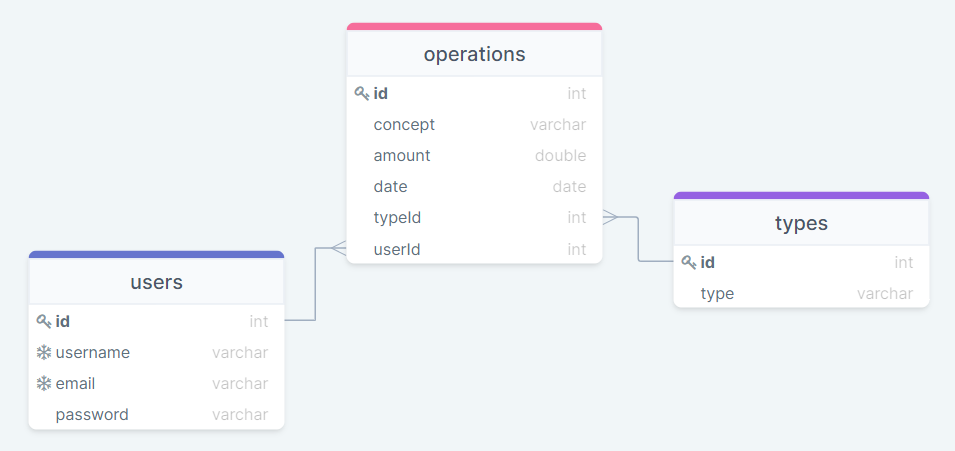 operations
id int
concept varchar
amount double
date date
typeId int
userId int
types
id int
type varchar
users
id int
username varchar
email varchar
password varchar